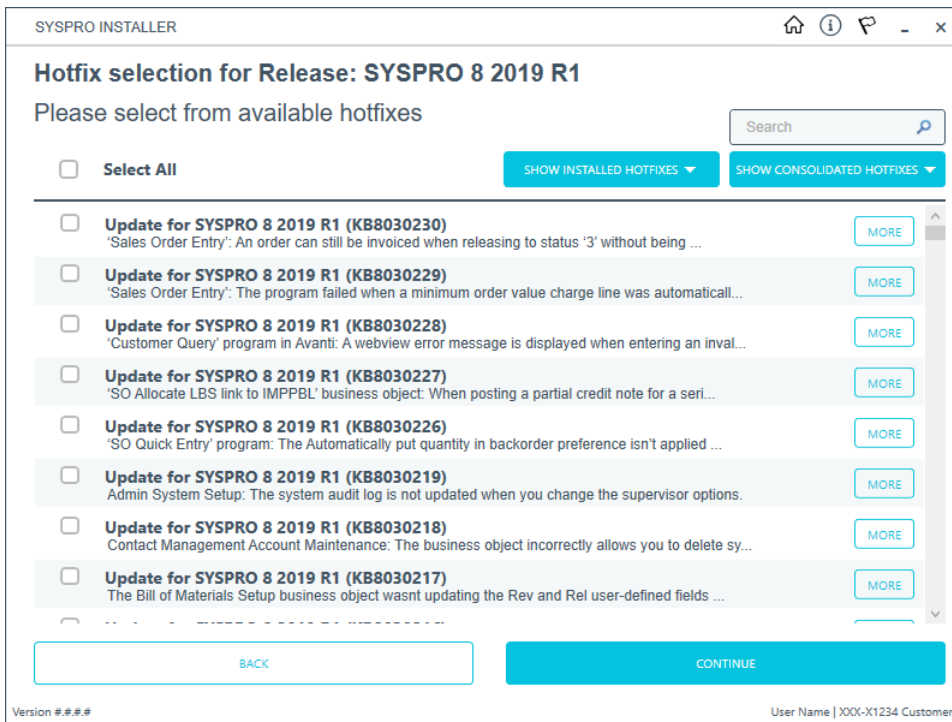 SYSPRO INSTALLER
Hotfix selection for Release: SYSPRO 8 2019 R1
Please select from available hotfixes
Search
Select All
SHOW INSTALLED HOTFIXES
SHOW CONSOLIDATED HOTFIXES
Update for SYSPRO 8 2019 R1 (KB8030230)
‘Sales Order Entry’: An order can still be invoiced when releasing to status ‘3’ without being ...
MORE
Update for SYSPRO 8 2019 R1 (KB8030229)
‘Sales Order Entry’: The program failed when a minimum order value charge line was automaticall...
MORE
Update for SYSPRO 8 2019 R1 (KB8030228)
‘Customer Query’ program in Avanti: A webview error message is displayed when entering an inval...
MORE
Update for SYSPRO 8 2019 R1 (KB8030227)
‘SO Allocate LBS link to IMPPBL’ business object: When posting a partial credit note for a seri...
MORE
Update for SYSPRO 8 2019 R1 (KB8030226)
‘SO Quick Entry’ program: The Automatically put quantity in backorder preference isn’t applied ...
MORE
Update for SYSPRO 8 2019 R1 (KB8030219)
Admin System Setup: The system audit log is not updated when you change the supervisor options.
MORE
Update for SYSPRO 8 2019 R1 (KB8030218)
Contact Management Account Maintenance: The business object incorrectly allows you to delete sy...
MORE
Update for SYSPRO 8 2019 R1 (KB8030217)
The Bill of Materials Setup business object wasnt updating the Rev and Rel user-defined fields ...
MORE
BACK
CONTINUE
Version #.#.#.#
User Name | XXX-X1234 Customer